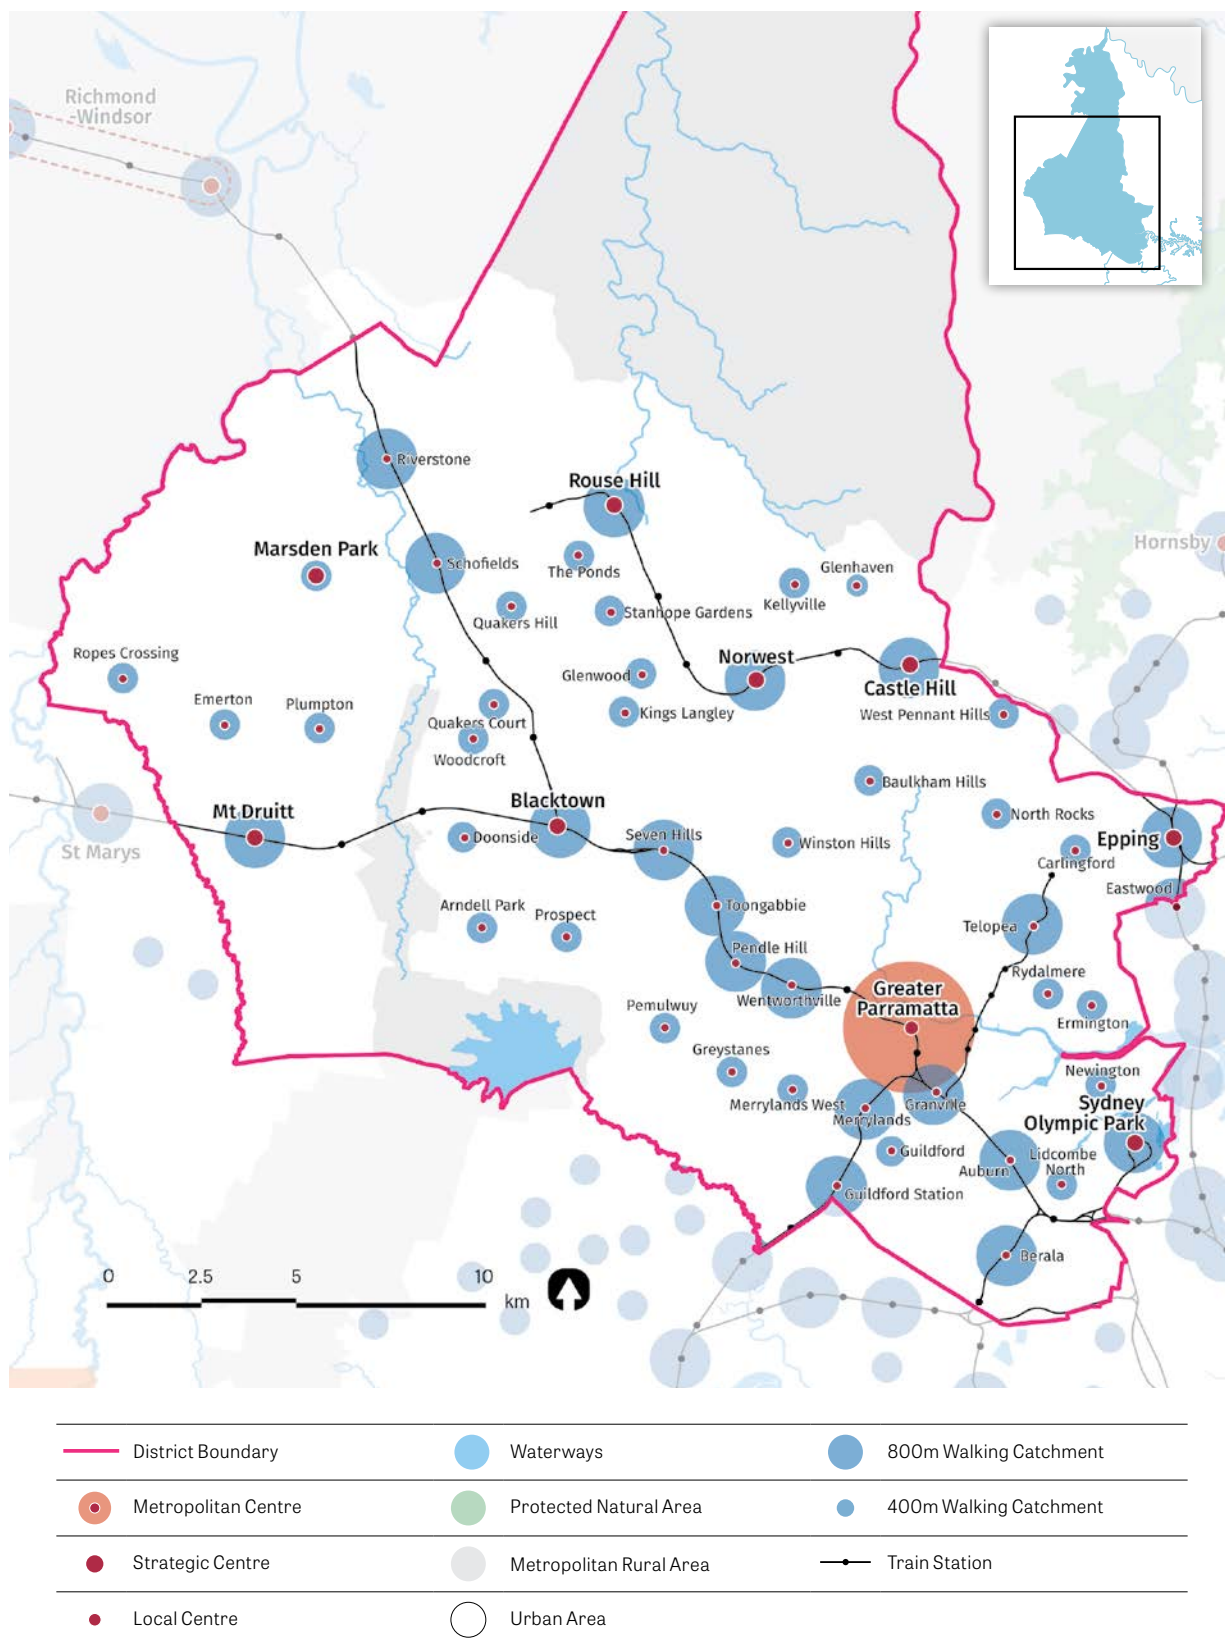 Richmond
-Windsor
Riverstone
Rouse Hill
Hornsby
Marsden Park
Schofields
The Ponds
Glenhaven
Kellyville
Quakers Hill
Stanhope Gardens
Ropes Crossing
Norwest
Glenwood
Castle Hill
Emerton
Plumpton
Quakers Court
Kings Langley
West Pennant Hills
Woodcroft
Baulkham Hills
Mt Druitt
Blacktown
North Rocks
St Marys
Doonside
Seven Hills
Winston Hills
Epping
Carlingford
Eastwood
Arndell Park
Prospect
Toongabbie
Telopea
Pendle Hill
Rydalmere
Wentworthville
Greater
Parramatta
Pemulwuy
Ermington
Greystanes
Newington
Merrylands West
Granville
Sydney
Olympic Park
Merrylands
Guildford
Auburn
Lidcombe
North
Guildford Station
Berala
0 2.5 5 10
km
District Boundary
Waterways
800m Walking Catchment
Metropolitan Centre
Protected Natural Area
400m Walking Catchment
Strategic Centre
Metropolitan Rural Area
Train Station
Local Centre
Urban Area